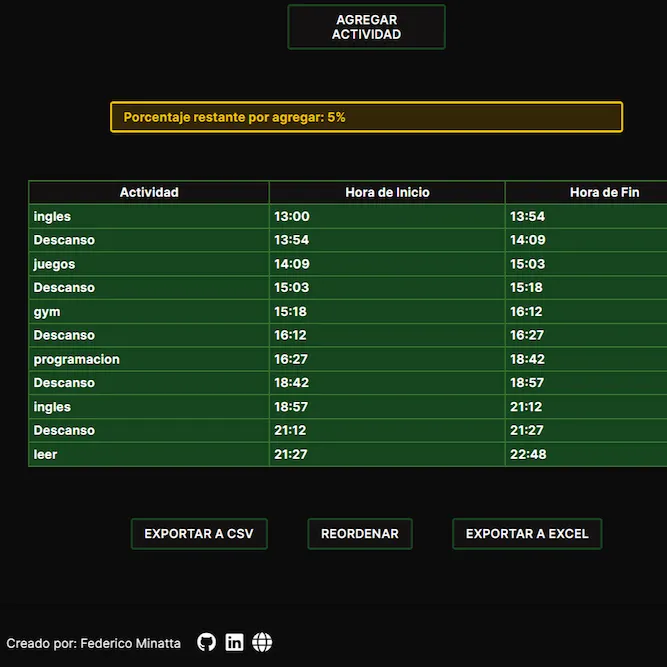 AGREGAR
ACTIVIDAD
Porcentaje restante por agregar: 5%
Actividad Hora de Inicio Hora de Fin
ingles 13:00 13:54
Descanso 13:54 14:09
juegos 14:09 15:03
Descanso 15:03 15:18
gym 15:18 16:12
Descanso 16:12 16:27
programacion 16:27 18:42
Descanso 18:42 18:57
ingles 18:57 21:12
Descanso 21:12 21:27
leer 21:27 22:48
EXPORTAR A CSV REORDENAR EXPORTAR A EXCEL
Creado por: Federico Minatta